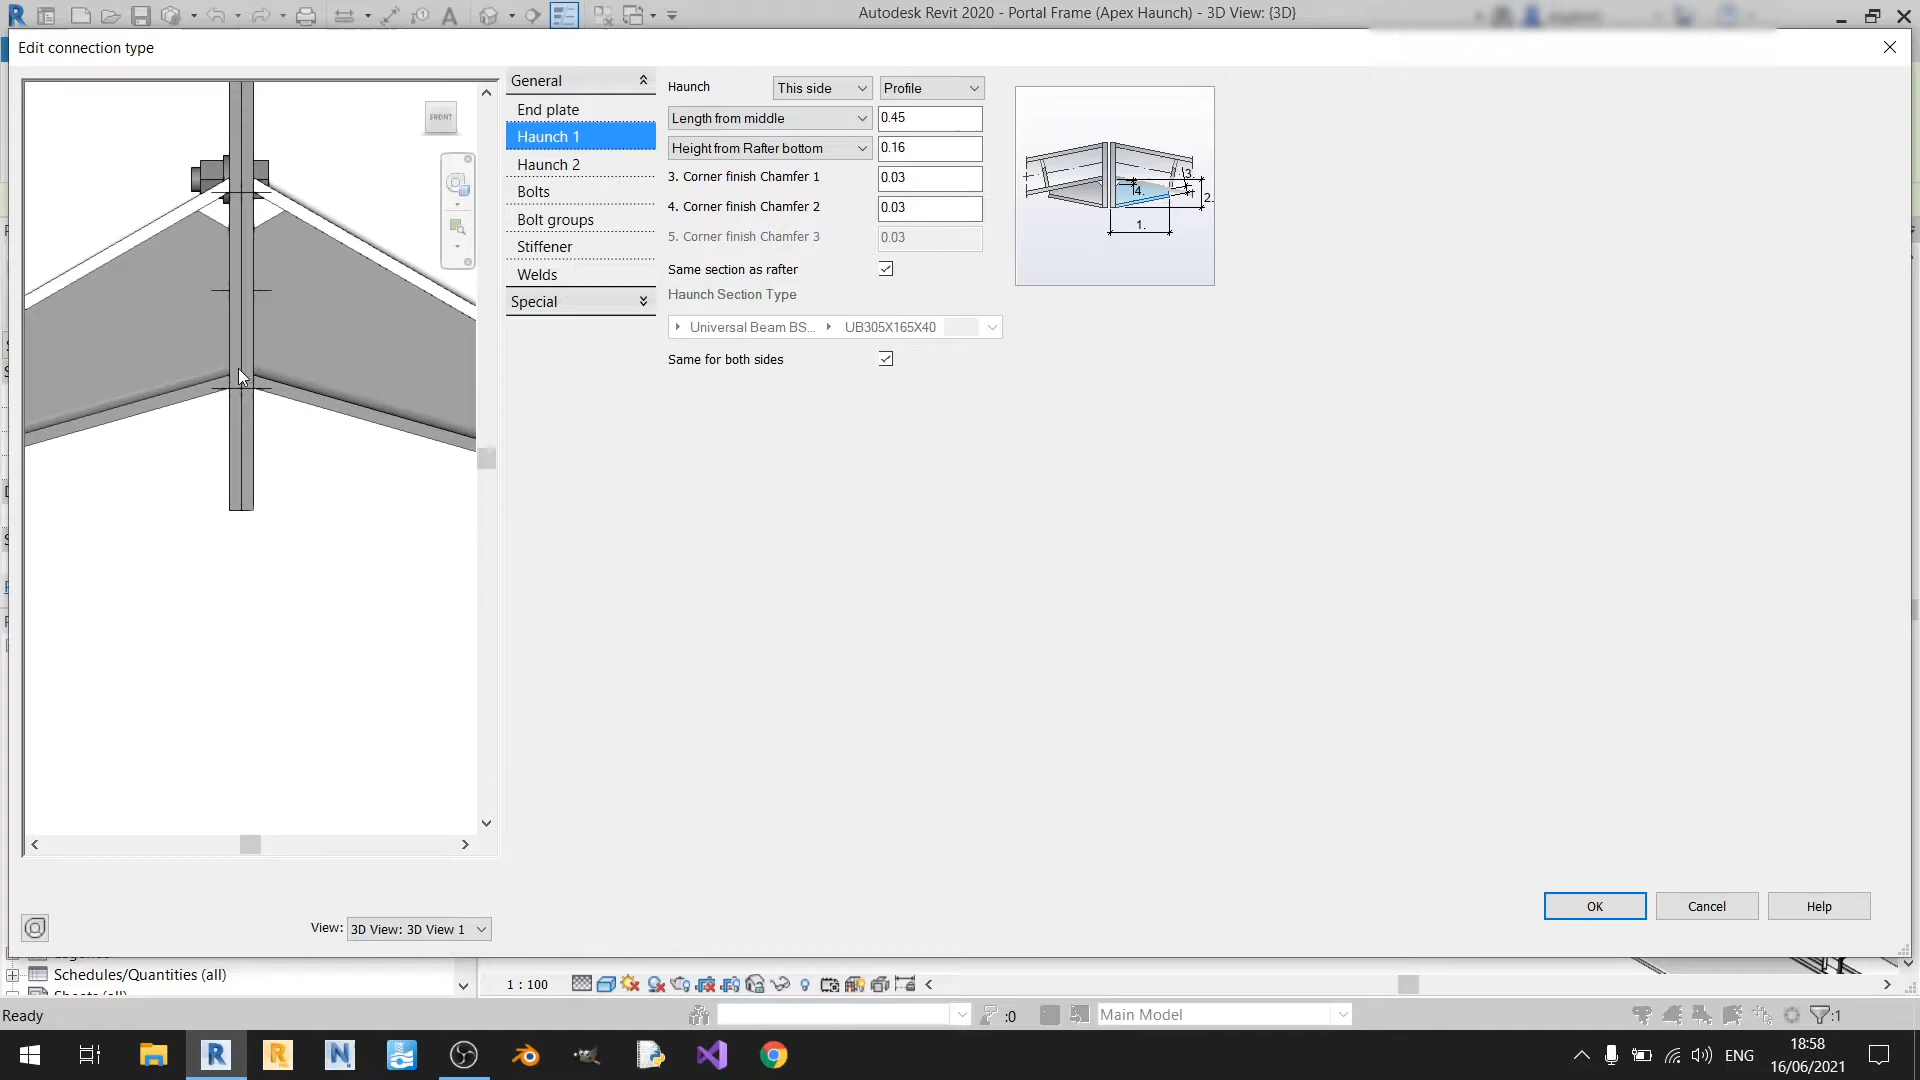 Autodesk Revit 2020 - Portal Frame (Apex Haunch) - 3D View: {3D}
Edit connection type
FRONT
General
End plate
Haunch 1
Haunch 2
Bolts
Bolt groups
Stiffener
Welds
Special
Haunch This side Profile
Length from middle 0.45
Height from Rafter bottom 0.16
3. Corner finish Chamfer 1 0.03
4. Corner finish Chamfer 2 0.03
5. Corner finish Chamfer 3 0.03
Same section as rafter
Haunch Section Type
Universal Beam BS... UB305X165X40
Same for both sides
3.
4.
2.
1.
OK Cancel Help
View: 3D View: 3D View 1
Schedules/Quantities (all)
1 : 100
Ready
:0
Main Model
:1
ENG
18:58
16/06/2021